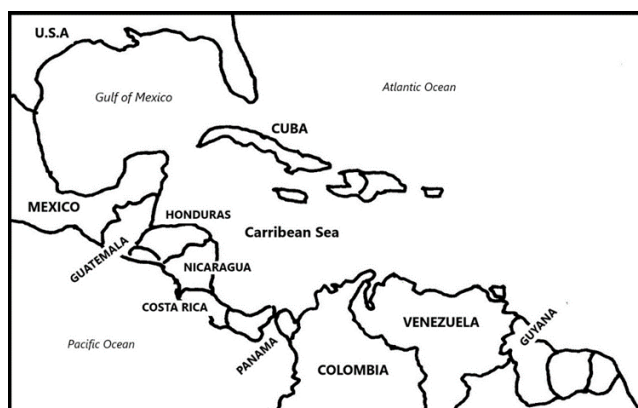 U.S.A
Gulf of Mexico
Atlantic Ocean
CUBA
MEXICO
HONDURAS
Carribean Sea
GUATEMALA
NICARAGUA
COSTA RICA
VENEZUELA
GUYANA
Pacific Ocean
PANAMA
COLOMBIA